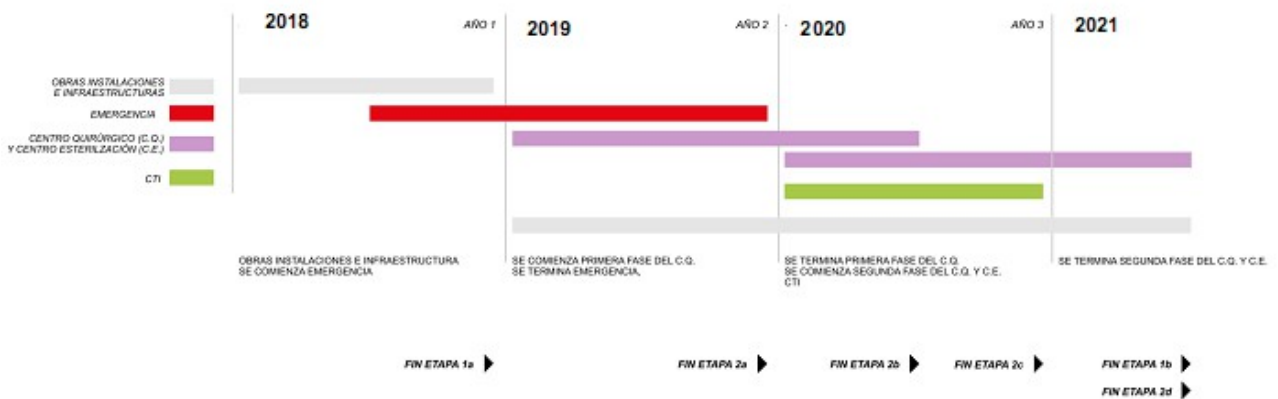 2018
AÑO 1
2019
AÑO 2
2020
AÑO 3
2021
OBRAS INSTALACIONES
E INFRAESTRUCTURAS
EMERGENCIA
CENTRO QUIRÚRGICO (C.Q.)
Y CENTRO ESTERILZACIÓN (C.E.)
CTI
OBRAS INSTALACIONES E INFRAESTRUCTURA
SE COMIENZA EMERGENCIA
SE COMIENZA PRIMERA FASE DEL C.Q.
SE TERMINA EMERGENCIA,
SE TERMINA PRIMERA FASE DEL C.Q.
SE COMIENZA SEGUNDA FASE DEL C.Q. Y C.E.
CTI
SE TERMINA SEGUNDA FASE DEL C.Q. Y C.E.
FIN ETAPA 1a
FIN ETAPA 2a
FIN ETAPA 2b
FIN ETAPA 2c
FIN ETAPA 1b
FIN ETAPA 2d